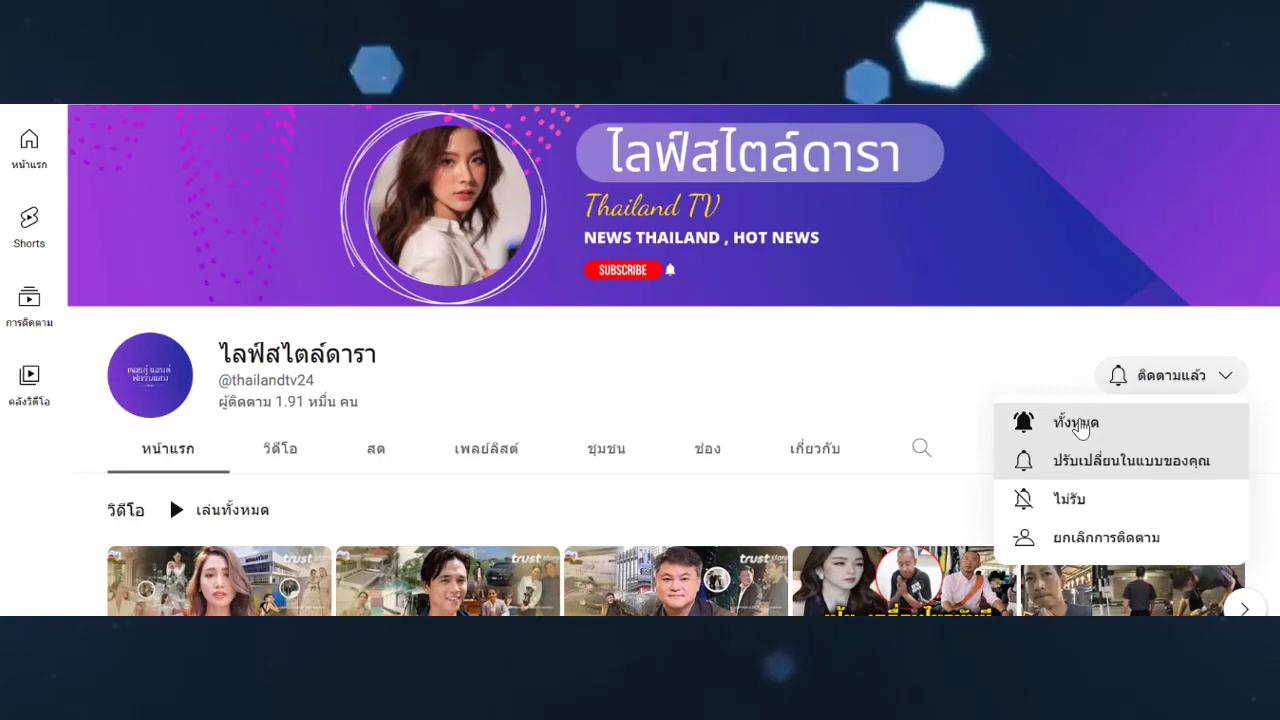 ไลฟ์สไตล์ดารา
Thailand TV
NEWS THAILAND , HOT NEWS
SUBSCRIBE
หน้าแรก
Shorts
การติดตาม
คลังวิดีโอ
ไลฟ์สไตล์ดารา
@thailandtv24
ผู้ติดตาม 1.91 หมื่น คน
ติดตามแล้ว
ทั้งหมด
ปรับเปลี่ยนในแบบของคุณ
ไม่รับ
ยกเลิกการติดตาม
หน้าแรก วิดีโอ สด เพลย์ลิสต์ ชุมชน ช่อง เกี่ยวกับ
วิดีโอ เล่นทั้งหมด
trust trust trust